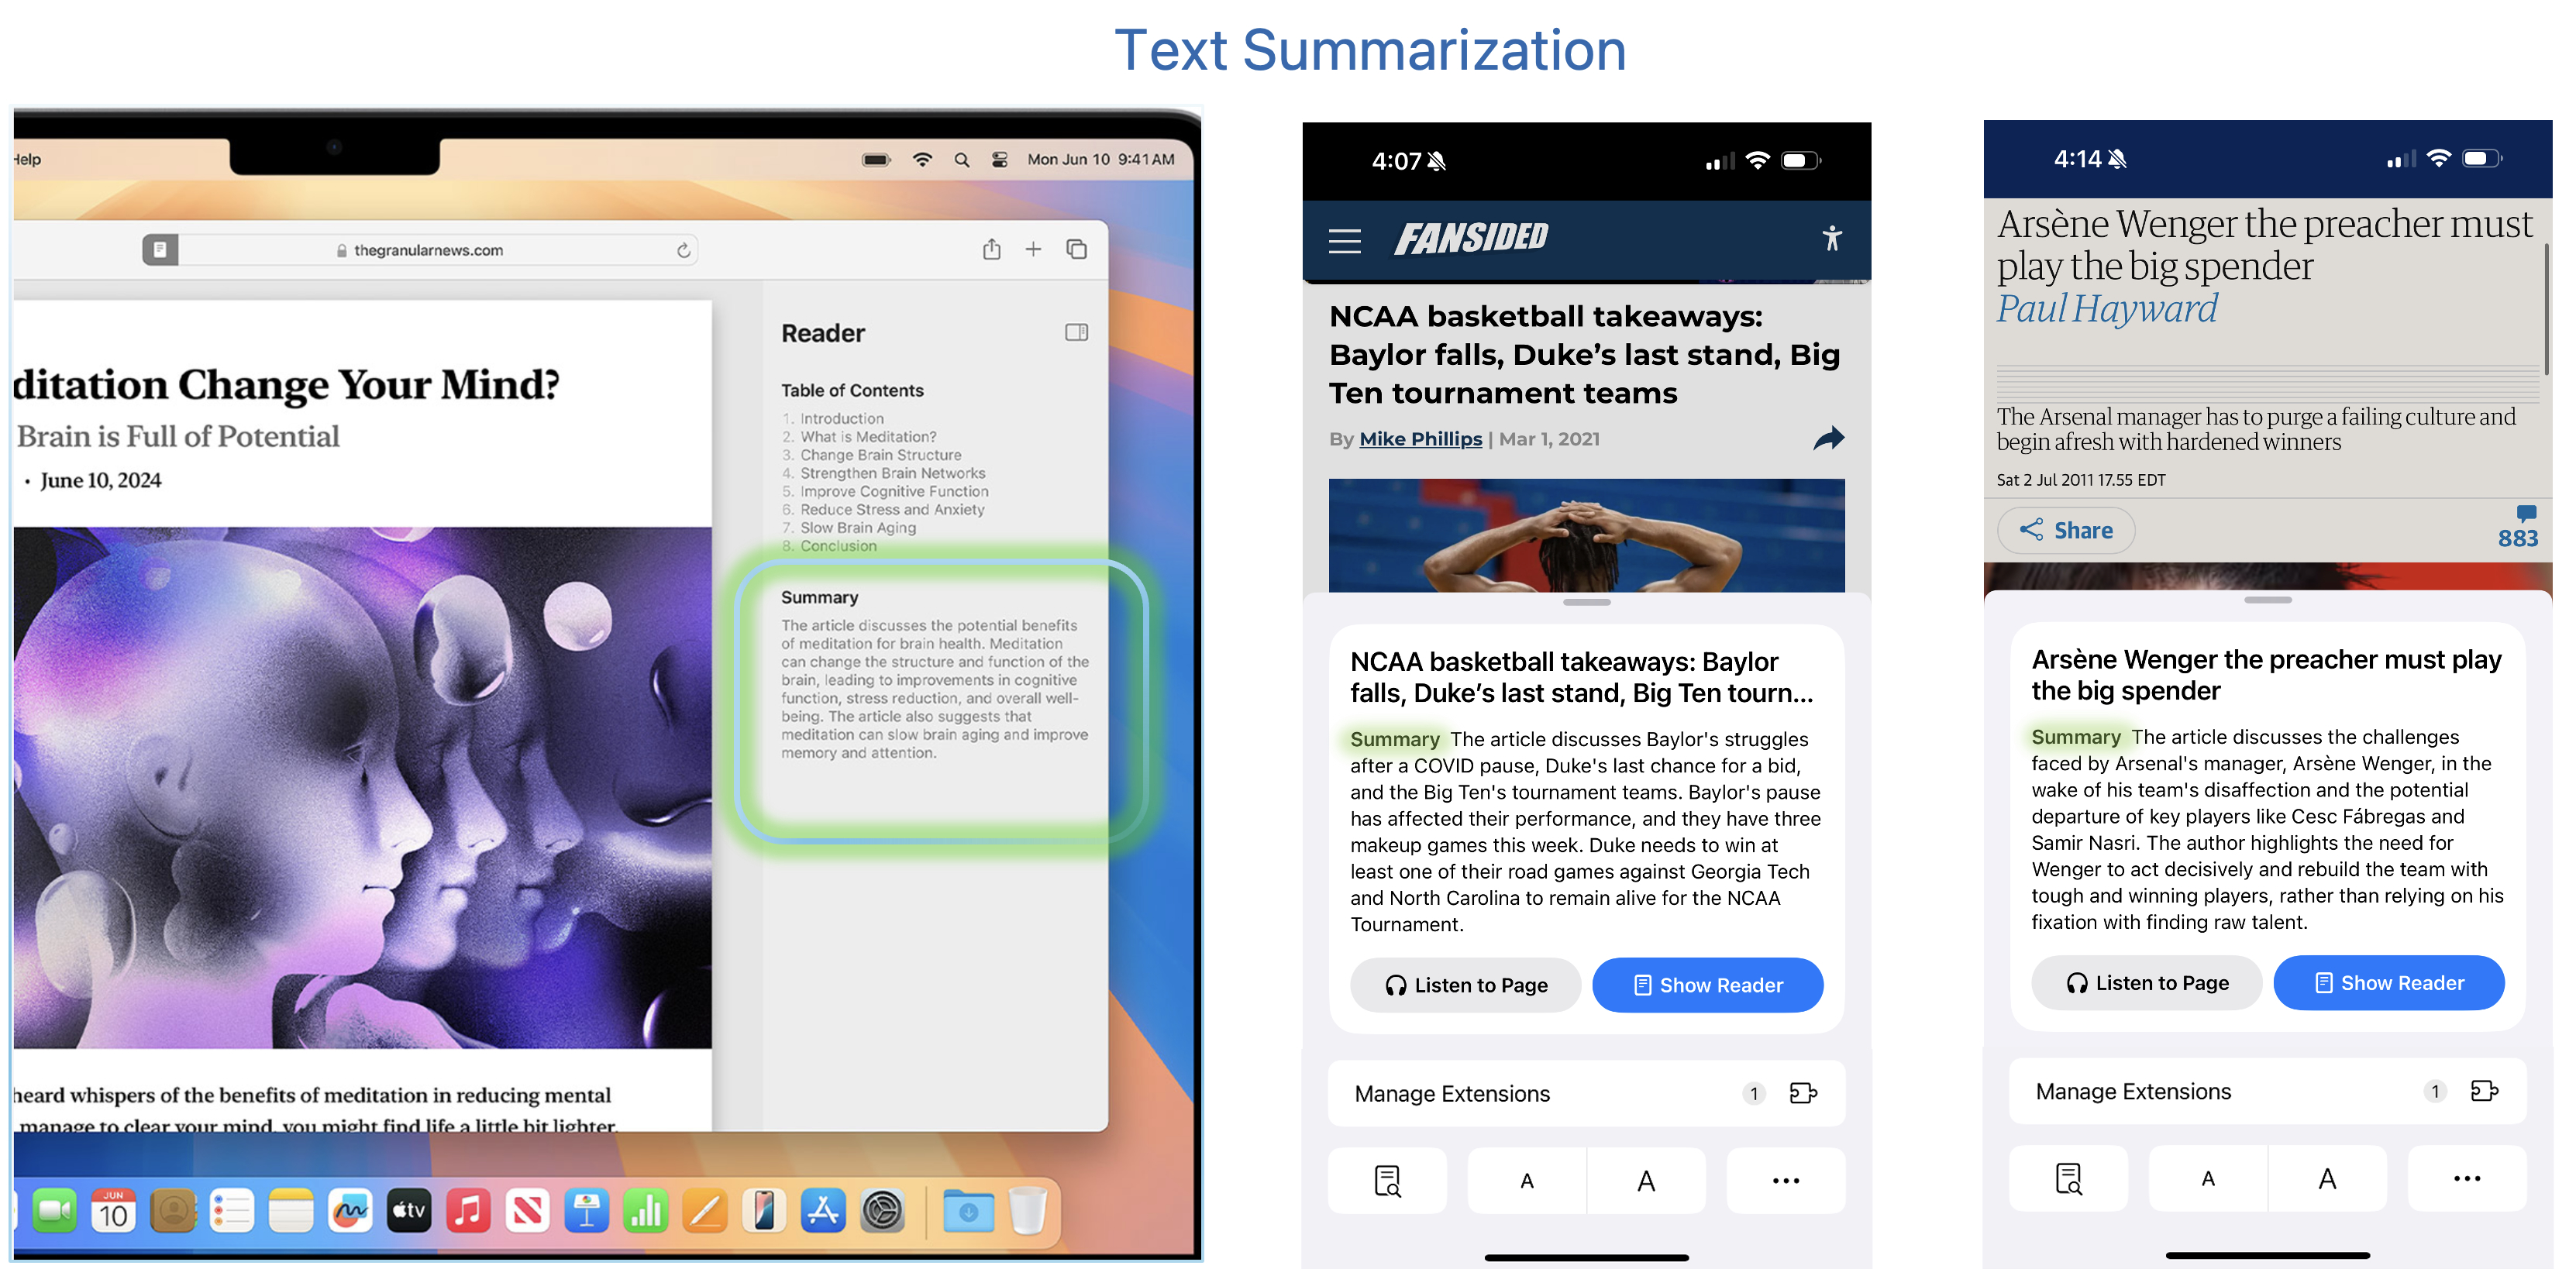 Text Summarization
Help
Mon Jun 10 9:41AM
thegranularnews.com
ditation Change Your Mind?
Brain is Full of Potential
• June 10, 2024
heard whispers of the benefits of meditation in reducing mental
manage to clear your mind, you might find life a little bit lighter.
Reader
Table of Contents
1. Introduction
2. What is Meditation?
3. Change Brain Structure
4. Strengthen Brain Networks
5. Improve Cognitive Function
6. Reduce Stress and Anxiety
7. Slow Brain Aging
8. Conclusion
Summary
The article discusses the potential benefits
of meditation for brain health. Meditation
can change the structure and function of the
brain, leading to improvements in cognitive
function, stress reduction, and overall well-
being. The article also suggests that
meditation can slow brain aging and improve
memory and attention.
JUN
10
tv
4:07
FANSIDED
NCAA basketball takeaways:
Baylor falls, Duke’s last stand, Big
Ten tournament teams
By Mike Phillips | Mar 1, 2021
NCAA basketball takeaways: Baylor
falls, Duke’s last stand, Big Ten tourn...
Summary The article discusses Baylor's struggles
after a COVID pause, Duke's last chance for a bid,
and the Big Ten's tournament teams. Baylor's pause
has affected their performance, and they have three
makeup games this week. Duke needs to win at
least one of their road games against Georgia Tech
and North Carolina to remain alive for the NCAA
Tournament.
Listen to Page
Show Reader
Manage Extensions
1
A
A
4:14
Arsène Wenger the preacher must
play the big spender
Paul Hayward
The Arsenal manager has to purge a failing culture and
begin afresh with hardened winners
Sat 2 Jul 2011 17.55 EDT
Share
883
Arsène Wenger the preacher must play
the big spender
Summary The article discusses the challenges
faced by Arsenal's manager, Arsène Wenger, in the
wake of his team's disaffection and the potential
departure of key players like Cesc Fábregas and
Samir Nasri. The author highlights the need for
Wenger to act decisively and rebuild the team with
tough and winning players, rather than relying on his
fixation with finding raw talent.
Listen to Page
Show Reader
Manage Extensions
1
A
A